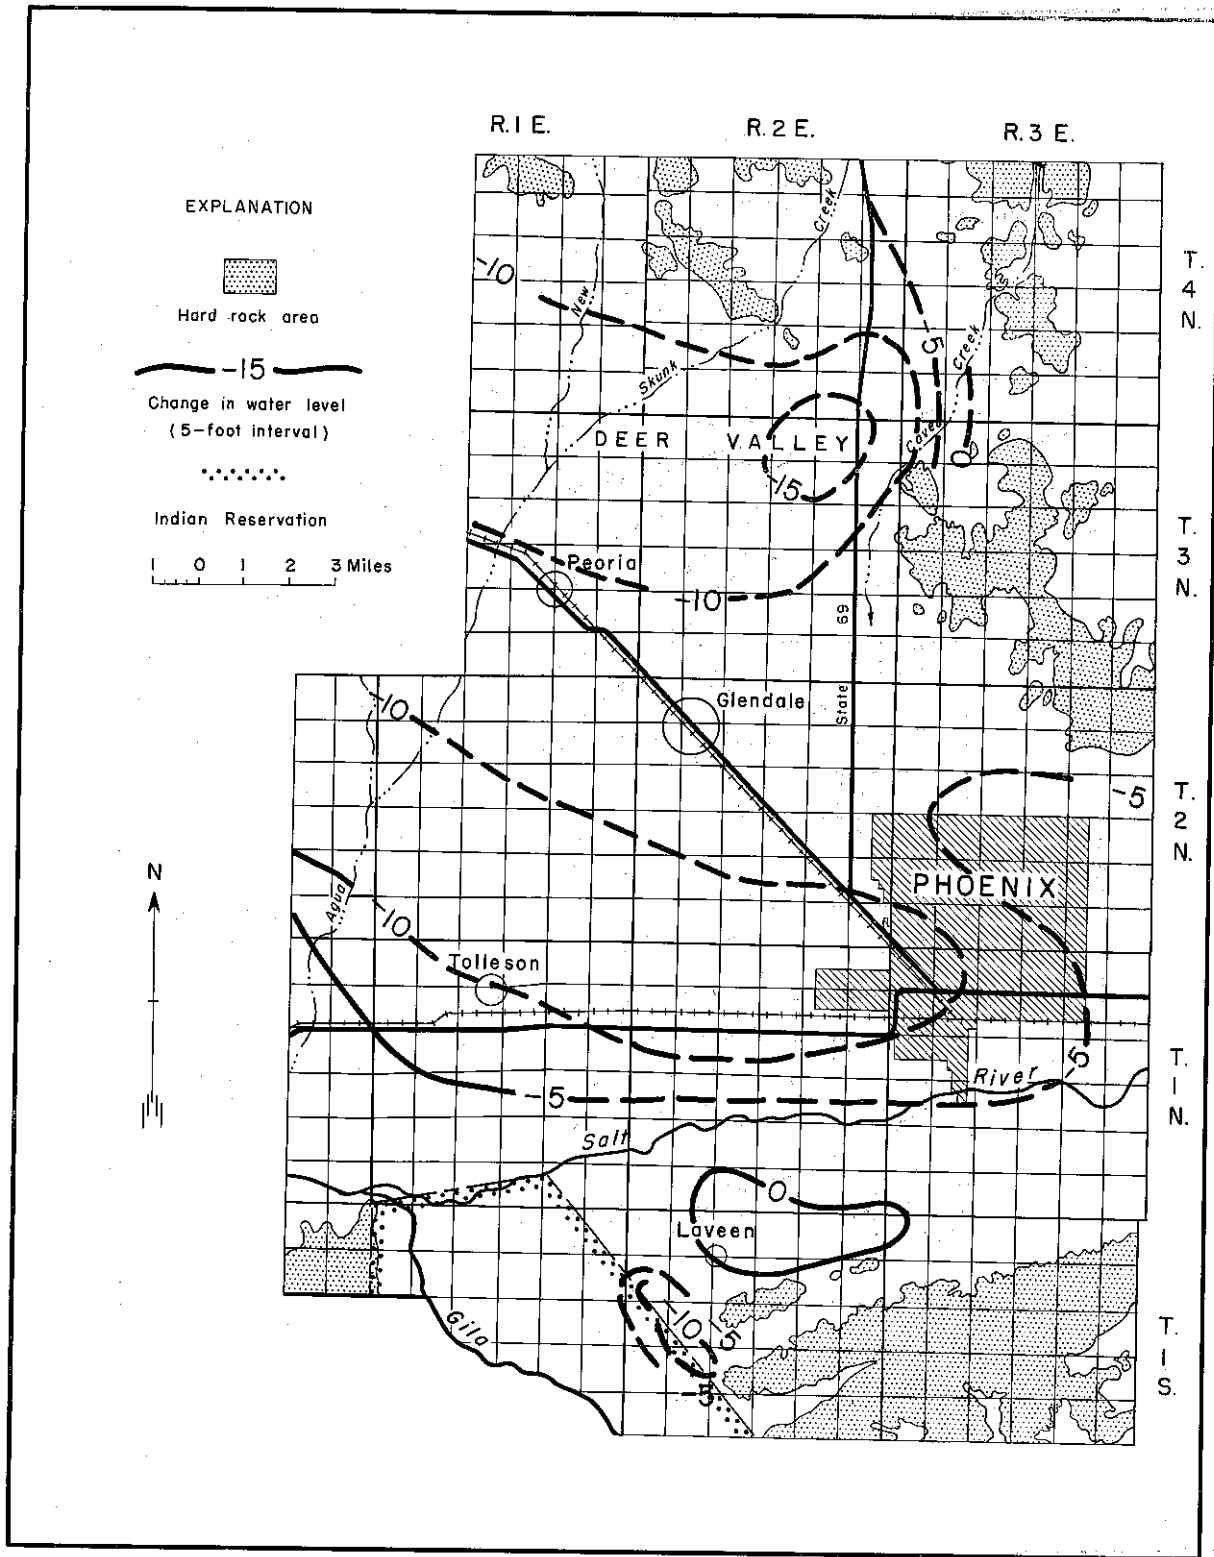 R.1 E. R.2 E. R.3 E.
EXPLANATION
Hard rock area
-15
Change in water level
(5-foot interval)
Indian Reservation
1 0 1 2 3 Miles
T.
4
N.
T.
3
N.
T.
2
N.
T.
1
N.
T.
1
S.
N
-10
New
Creek
Skunk
-5
Creek
Cave
0
DEER VALLEY
-15
Peoria
-10
69
State
Glendale
-10
-5
PHOENIX
Agua
-10
Tolleson
-5
River
-5
Salt
0
Laveen
-10
-5
-5
Gila